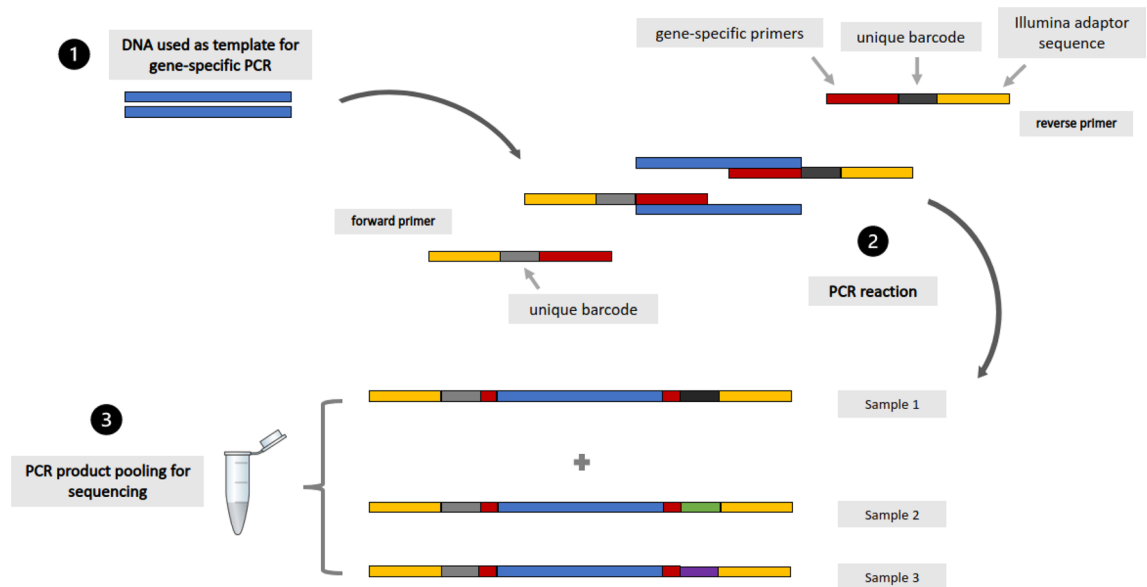 1
DNA used as template for
gene-specific PCR
gene-specific primers
unique barcode
Illumina adaptor
sequence
reverse primer
forward primer
2
PCR reaction
unique barcode
3
PCR product pooling for
sequencing
Sample 1
+
Sample 2
Sample 3